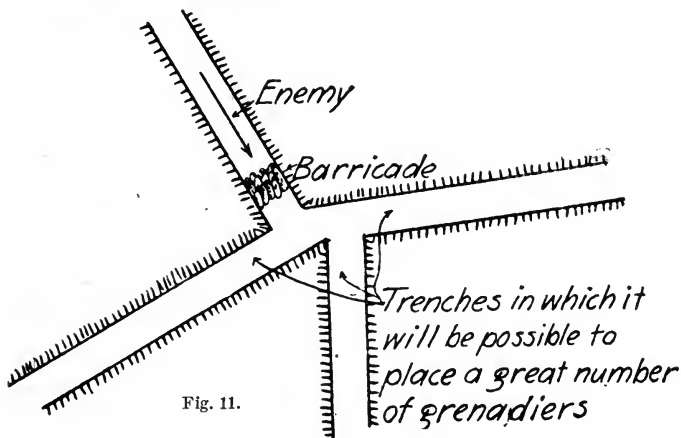 Enemy
Barricade
Trenches in which it
will be possible to
place a great number
of grenadiers
Fig. 11.